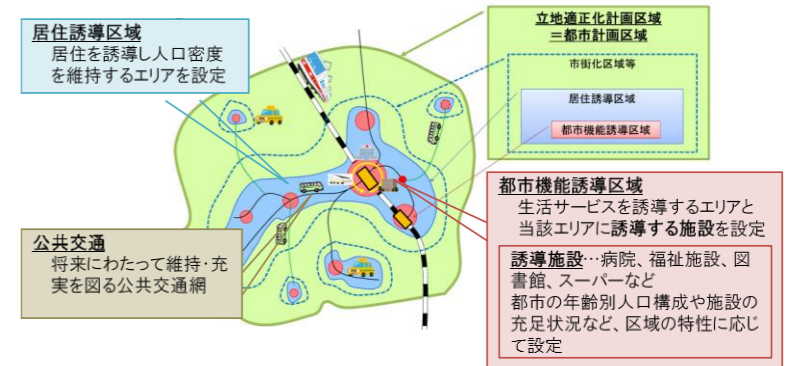 居住誘導区域
居住を誘導し人口密度
を維持するエリアを設定
立地適正化計画区域
＝都市計画区域
市街化区域等
居住誘導区域
都市機能誘導区域
都市機能誘導区域
生活サービスを誘導するエリアと
当該エリアに誘導する施設を設定
誘導施設…病院、福祉施設、図
書館、スーパーなど
都市の年齢別人口構成や施設の
充足状況など、区域の特性に応じ
て設定
公共交通
将来にわたって維持・充
実を図る公共交通網